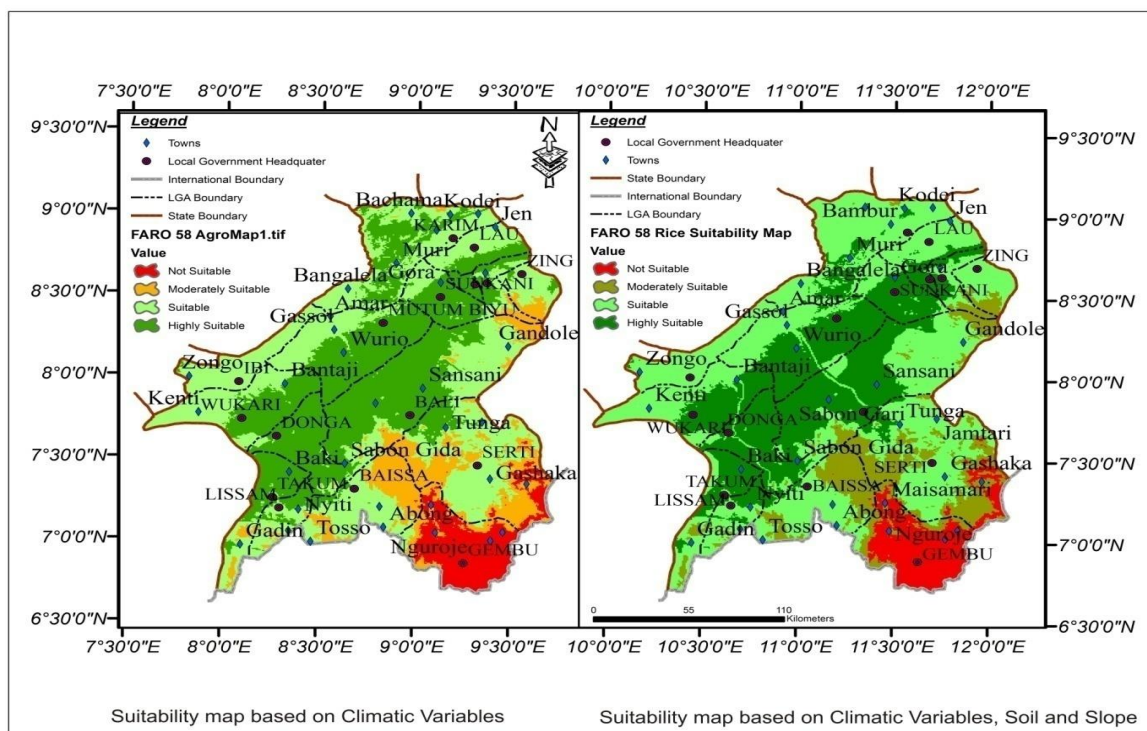 7°30'0"E 8°0'0"E 8°30'0"E 9°0'0"E 9°30'0"E
10°0'0"E 10°30'0"E 11°0'0"E 11°30'0"E 12°0'0"E
9°30'0"N
9°0'0"N
8°30'0"N
8°0'0"N
7°30'0"N
7°0'0"N
6°30'0"N
Legend
Towns
Local Government Headquater
International Boundary
LGA Boundary
State Boundary
FARO 58 AgroMap1.tif
Value
Not Suitable
Moderately Suitable
Suitable
Highly Suitable
N
Bachama Kodei
KARIM
Jen
LAU
Muri
ZING
Bangalela
Gora
SUNKANI
Amar
MUTUM BIYU
Gassol
Gandole
Wurio
Zongo
IBI
Bantaji
Sansani
Kenti
WUKARI
BALI
DONGA
Tunga
Sabon Gida
SERTI
Baki
TAKUM
BAISSA
Gashaka
LISSAM
Nyiti
Abong
Gadin
Tosso
Nguroje
GEMBU
7°30'0"E 8°0'0"E 8°30'0"E 9°0'0"E 9°30'0"E
Legend
Local Government Headquater
Towns
State Boundary
International Boundary
LGA Boundary
FARO 58 Rice Suitability Map
Value
Not Suitable
Moderately Suitable
Suitable
Highly Suitable
Kodei
Bambur
Jen
LAU
Muri
Bangalela
Gora
ZING
SUNKANI
Amar
Gandole
Wurio
Zongo
Bantaji
Sansani
Kenti
WUKARI
DONGA
Sabon Gari
Tunga
Jamtari
Baki
Sabon Gida
SERTI
Gashaka
TAKUM
BAISSA
Maisamari
LISSAM
Nyiti
Abong
Gadin
Tosso
Nguroje
GEMBU
0 55 110
Kilometers
9°30'0"N
9°0'0"N
8°30'0"N
8°0'0"N
7°30'0"N
7°0'0"N
6°30'0"N
10°0'0"E 10°30'0"E 11°0'0"E 11°30'0"E 12°0'0"E
Suitability map based on Climatic Variables
Suitability map based on Climatic Variables, Soil and Slope